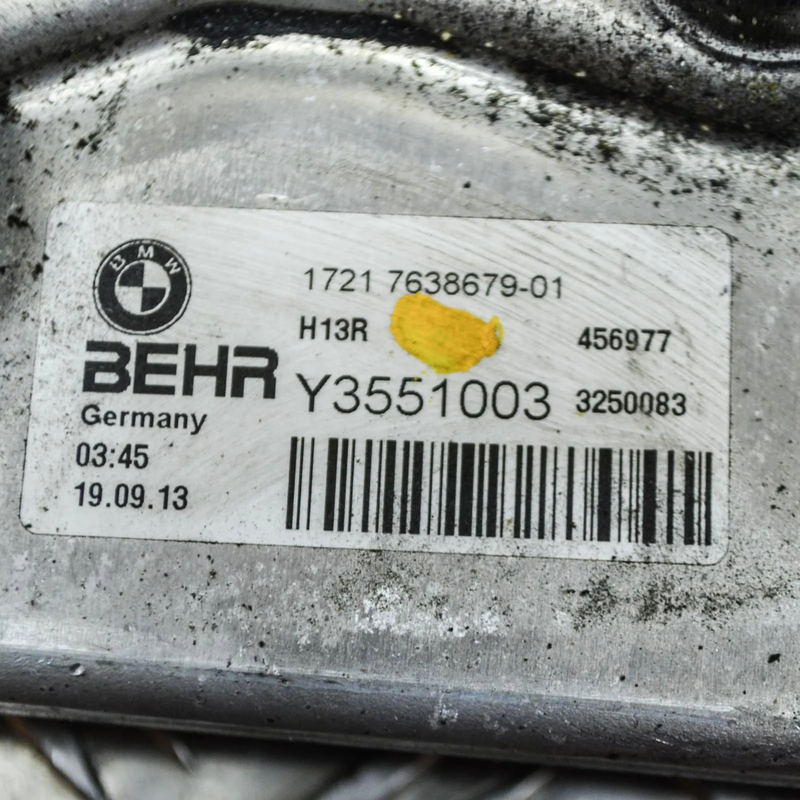 BMW
1721 7638679-01
H13R 456977
BEHR
Y3551003 3250083
Germany
03:45
19.09.13